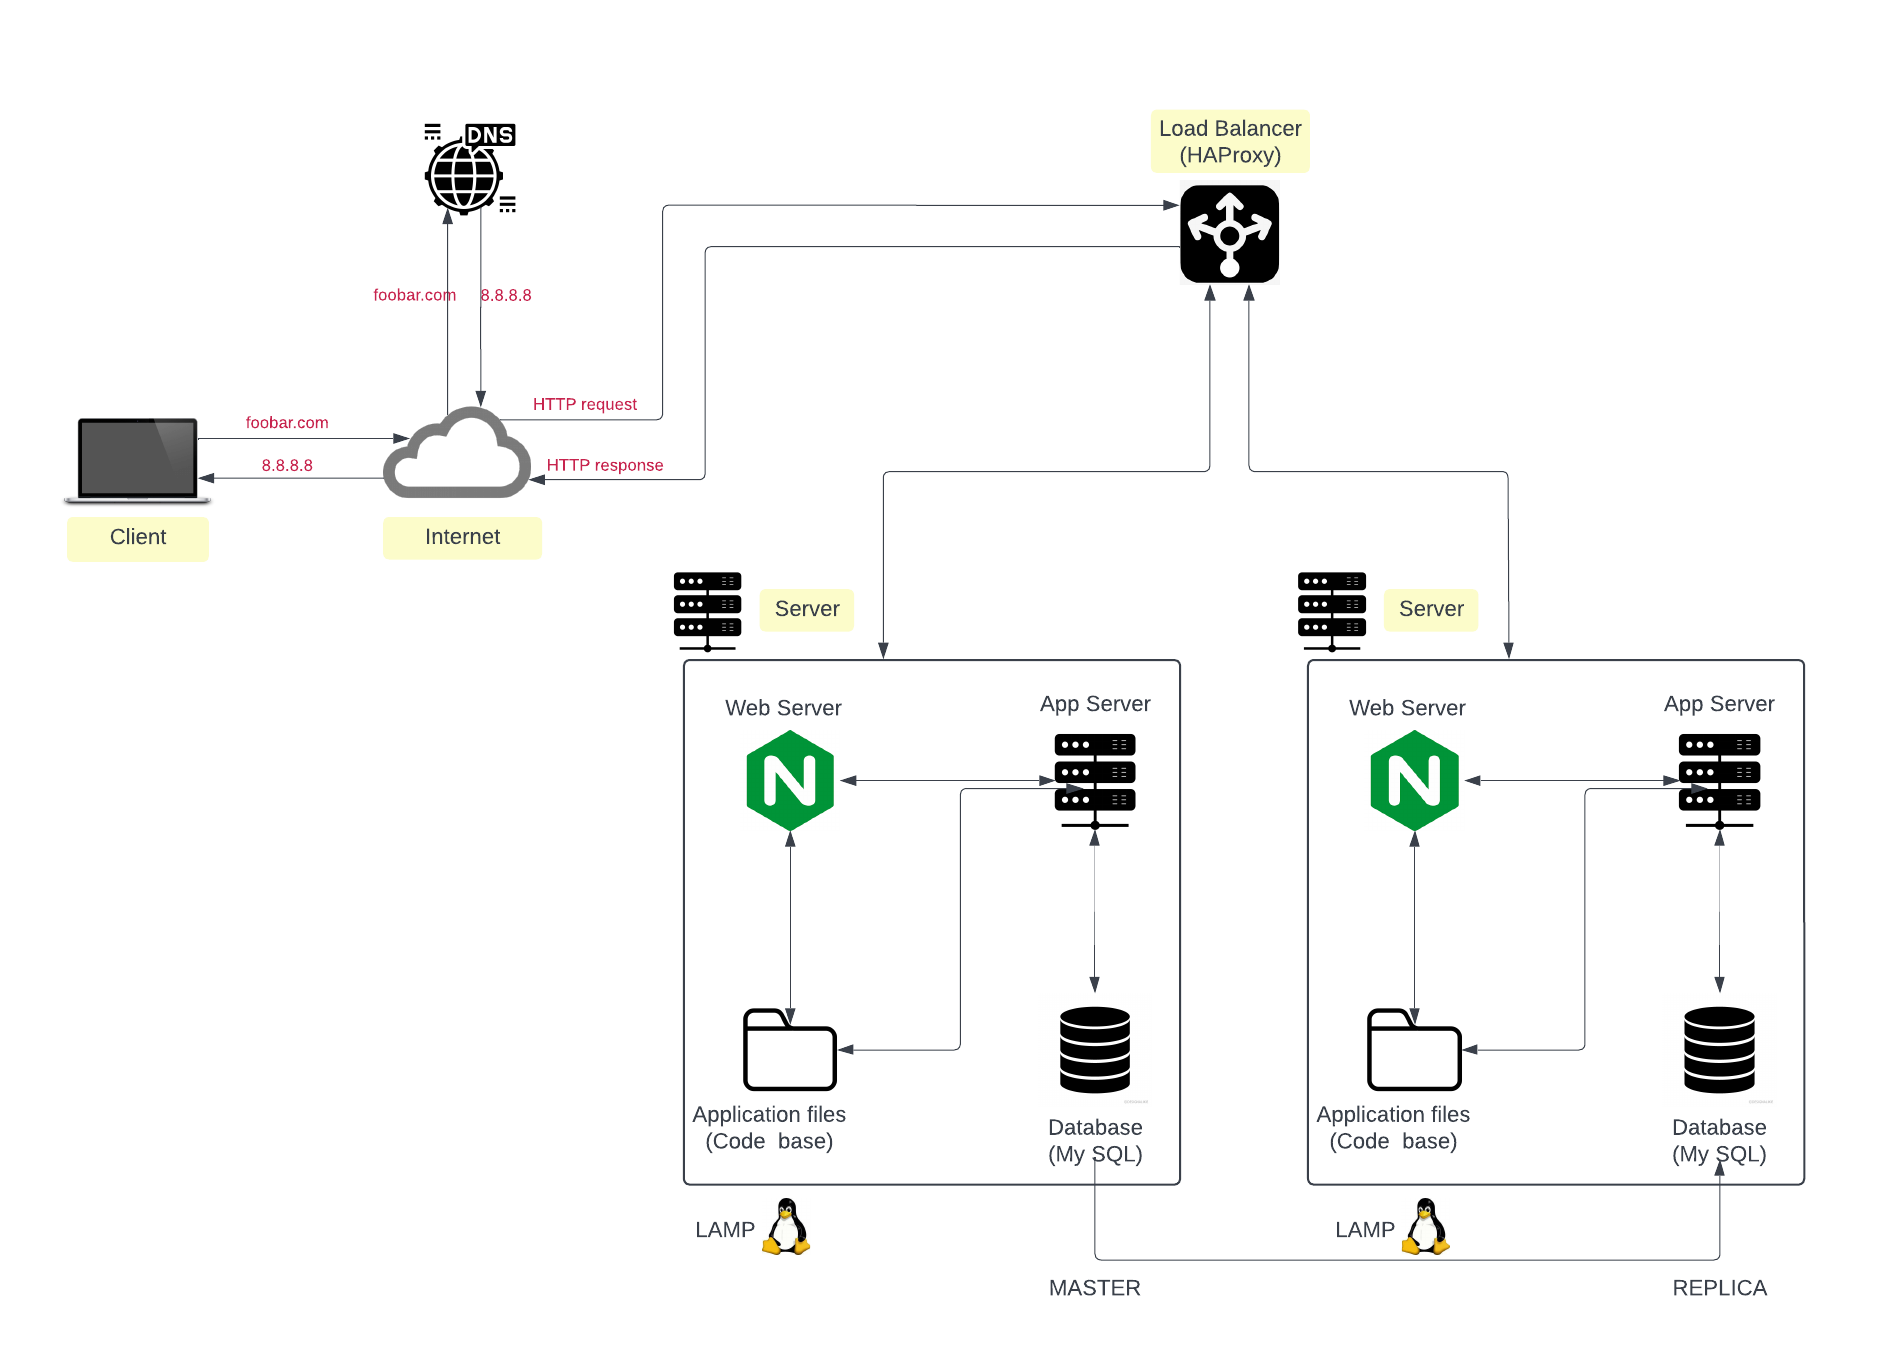 DNS
Load Balancer
(HAProxy)
foobar.com
8.8.8.8
HTTP request
foobar.com
8.8.8.8
HTTP response
Client
Internet
Server
Server
Web Server
App Server
Web Server
App Server
N
N
Application files
(Code base)
Database
(My SQL)
Application files
(Code base)
Database
(My SQL)
LAMP
LAMP
MASTER
REPLICA